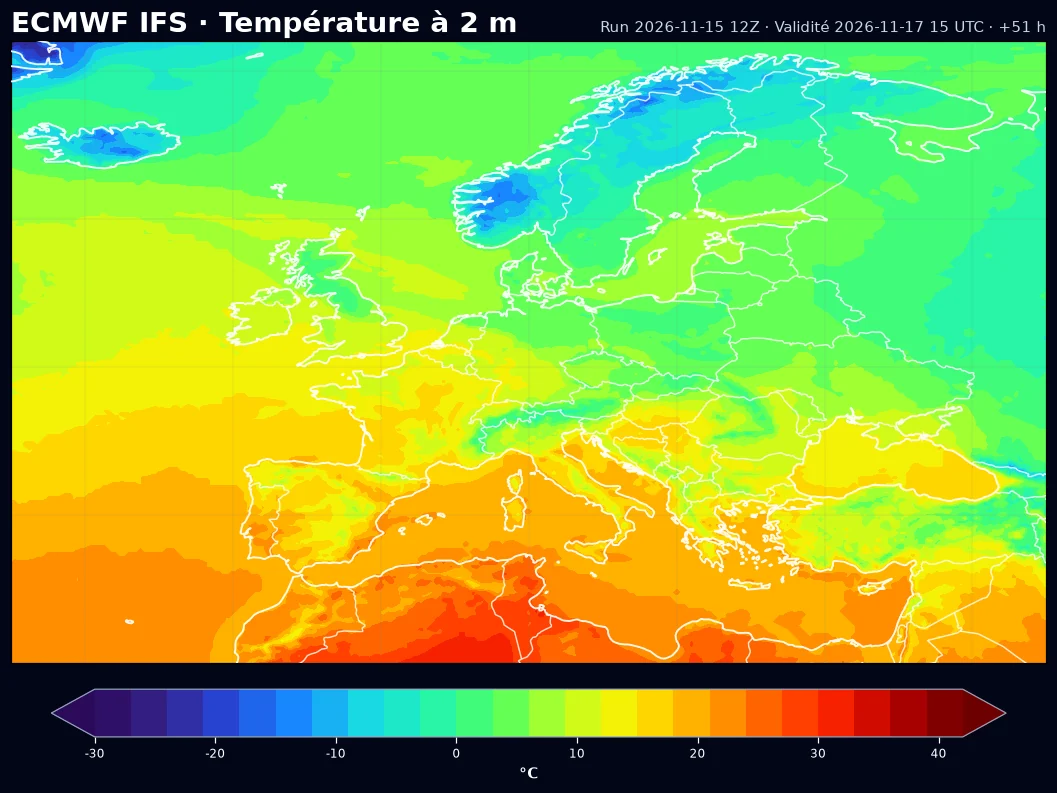 ECMWF IFS · Température à 2 m
Run 2026-11-15 12Z · Validité 2026-11-17 15 UTC · +51 h
-30 -20 -10 0 10 20 30 40
°C